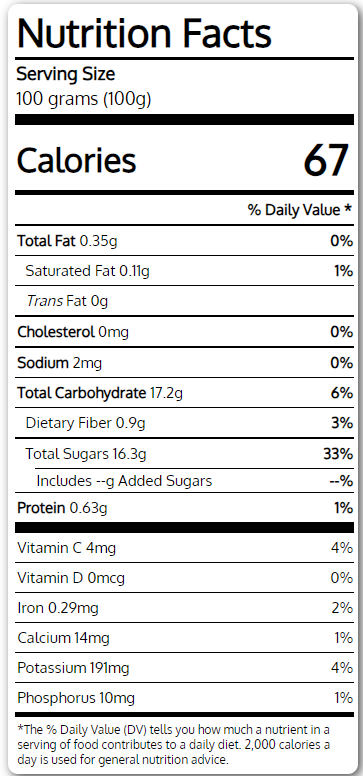 Nutrition Facts
Serving Size
100 grams (100g)
Calories 67
% Daily Value *
Total Fat 0.35g 0%
Saturated Fat 0.11g 1%
Trans Fat 0g
Cholesterol 0mg 0%
Sodium 2mg 0%
Total Carbohydrate 17.2g 6%
Dietary Fiber 0.9g 3%
Total Sugars 16.3g 33%
Includes --g Added Sugars --%
Protein 0.63g 1%
Vitamin C 4mg 4%
Vitamin D 0mcg 0%
Iron 0.29mg 2%
Calcium 14mg 1%
Potassium 191mg 4%
Phosphorus 10mg 1%
*The % Daily Value (DV) tells you how much a nutrient in a
serving of food contributes to a daily diet. 2,000 calories a
day is used for general nutrition advice.